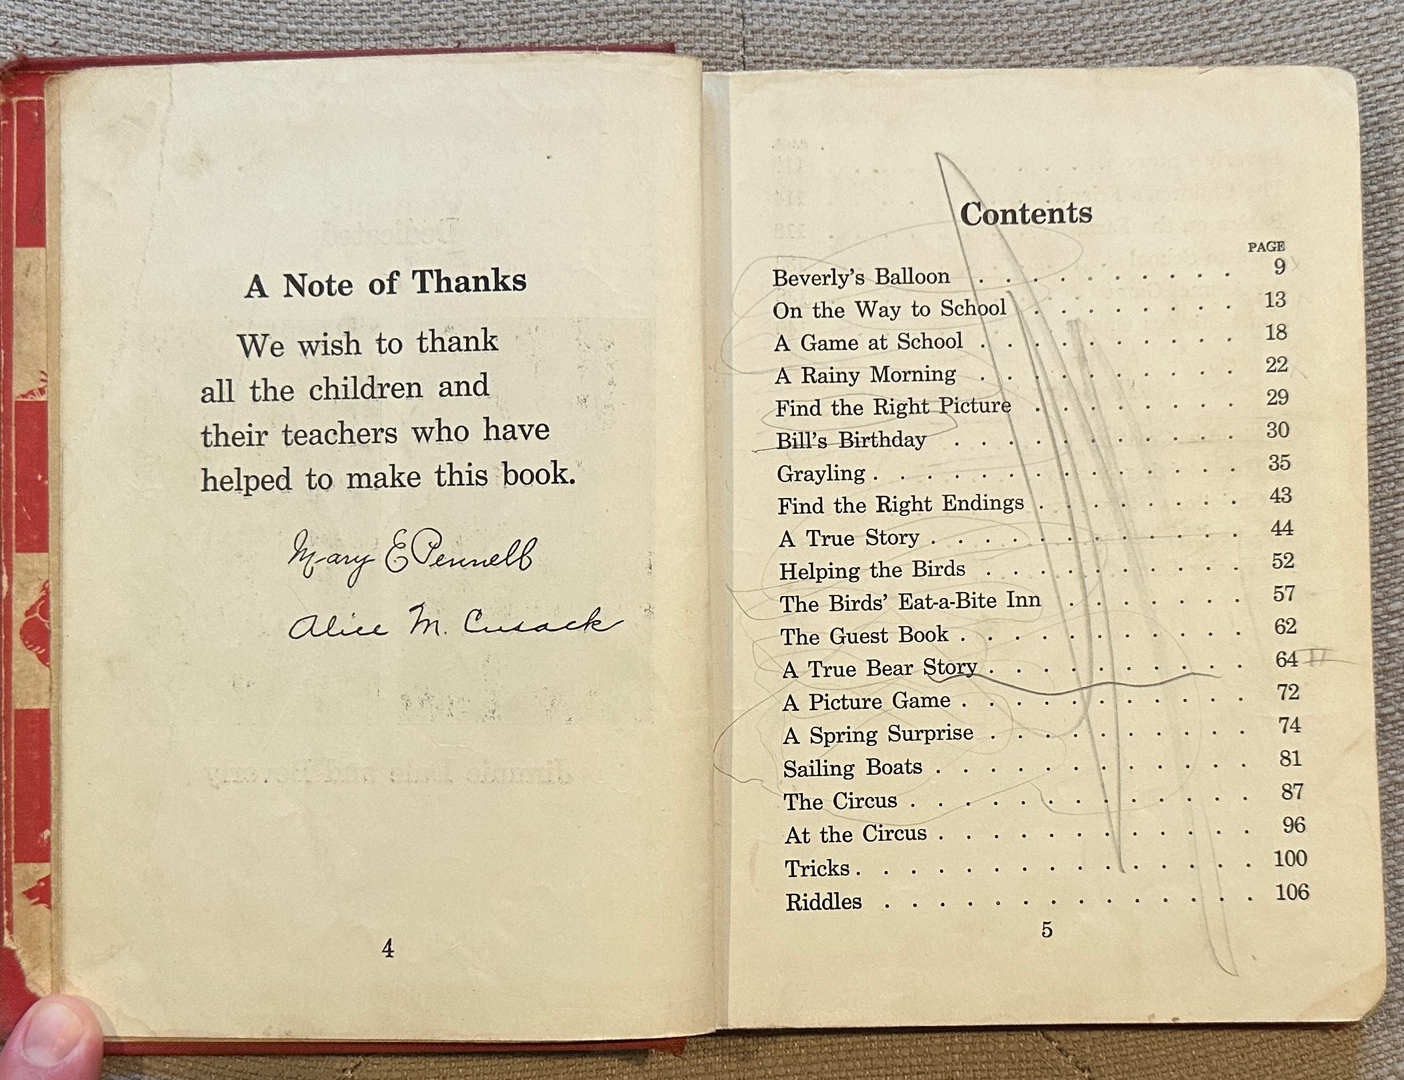 A Note of Thanks
We wish to thank
all the children and
their teachers who have
helped to make this book.
Mary E Pennell
Alice M. Cusack
4
Contents
PAGE
Beverly's Balloon . . . . . . . . . . 9
On the Way to School . . . . . . . . 13
A Game at School . . . . . . . . . . 18
A Rainy Morning . . . . . . . . . . 22
Find the Right Picture . . . . . . . . 29
Bill's Birthday . . . . . . . . . . . 30
Grayling . . . . . . . . . . . . . . 35
Find the Right Endings . . . . . . . . 43
A True Story . . . . . . . . . . . . 44
Helping the Birds . . . . . . . . . . 52
The Birds' Eat-a-Bite Inn . . . . . . . 57
The Guest Book . . . . . . . . . . . 62
A True Bear Story . . . . . . . . . . 64
A Picture Game . . . . . . . . . . . 72
A Spring Surprise . . . . . . . . . . 74
Sailing Boats . . . . . . . . . . . . 81
The Circus . . . . . . . . . . . . . 87
At the Circus . . . . . . . . . . . . 96
Tricks . . . . . . . . . . . . . . . 100
Riddles . . . . . . . . . . . . . . 106
5